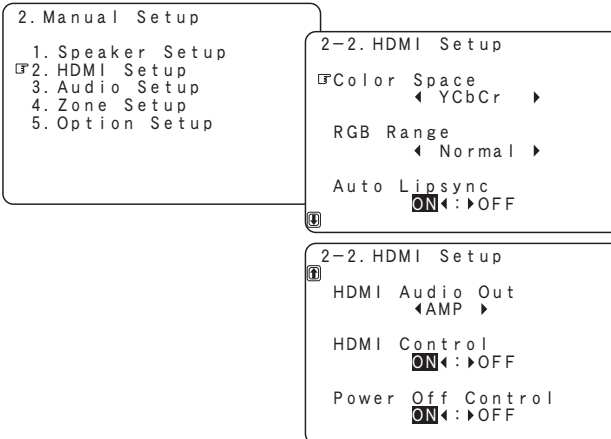 2.Manual Setup
1.Speaker Setup
☞2.HDMI Setup
3.Audio Setup
4.Zone Setup
5.Option Setup
2−2.HDMI Setup
☞Color Space
◀ YCbCr ▶
RGB Range
◀ Normal ▶
Auto Lipsync
ON◀:▶OFF
2−2.HDMI Setup
HDMI Audio Out
◀AMP ▶
HDMI Control
ON◀:▶OFF
Power Off Control
ON◀:▶OFF